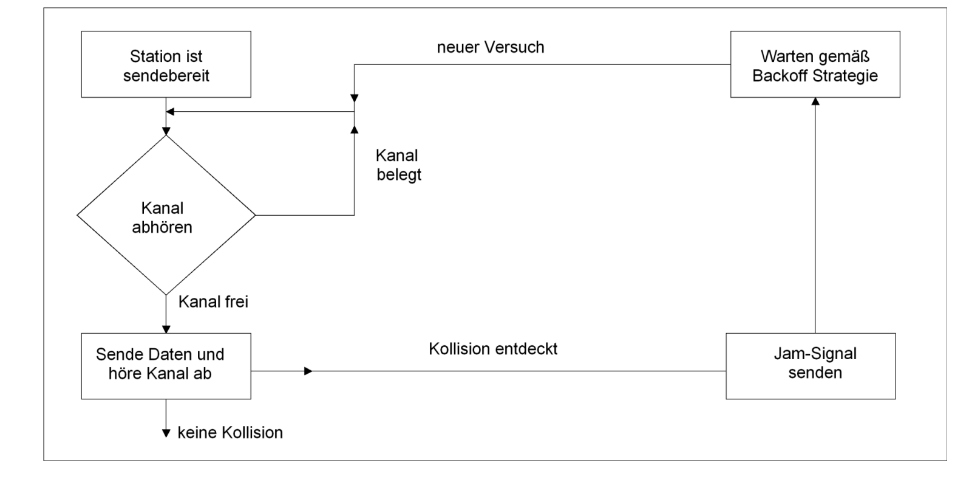 Station ist
sendebereit
neuer Versuch
Warten gemäß
Backoff Strategie
Kanal
belegt
Kanal
abhören
Kanal frei
Sende Daten und
höre Kanal ab
Kollision entdeckt
Jam-Signal
senden
keine Kollision